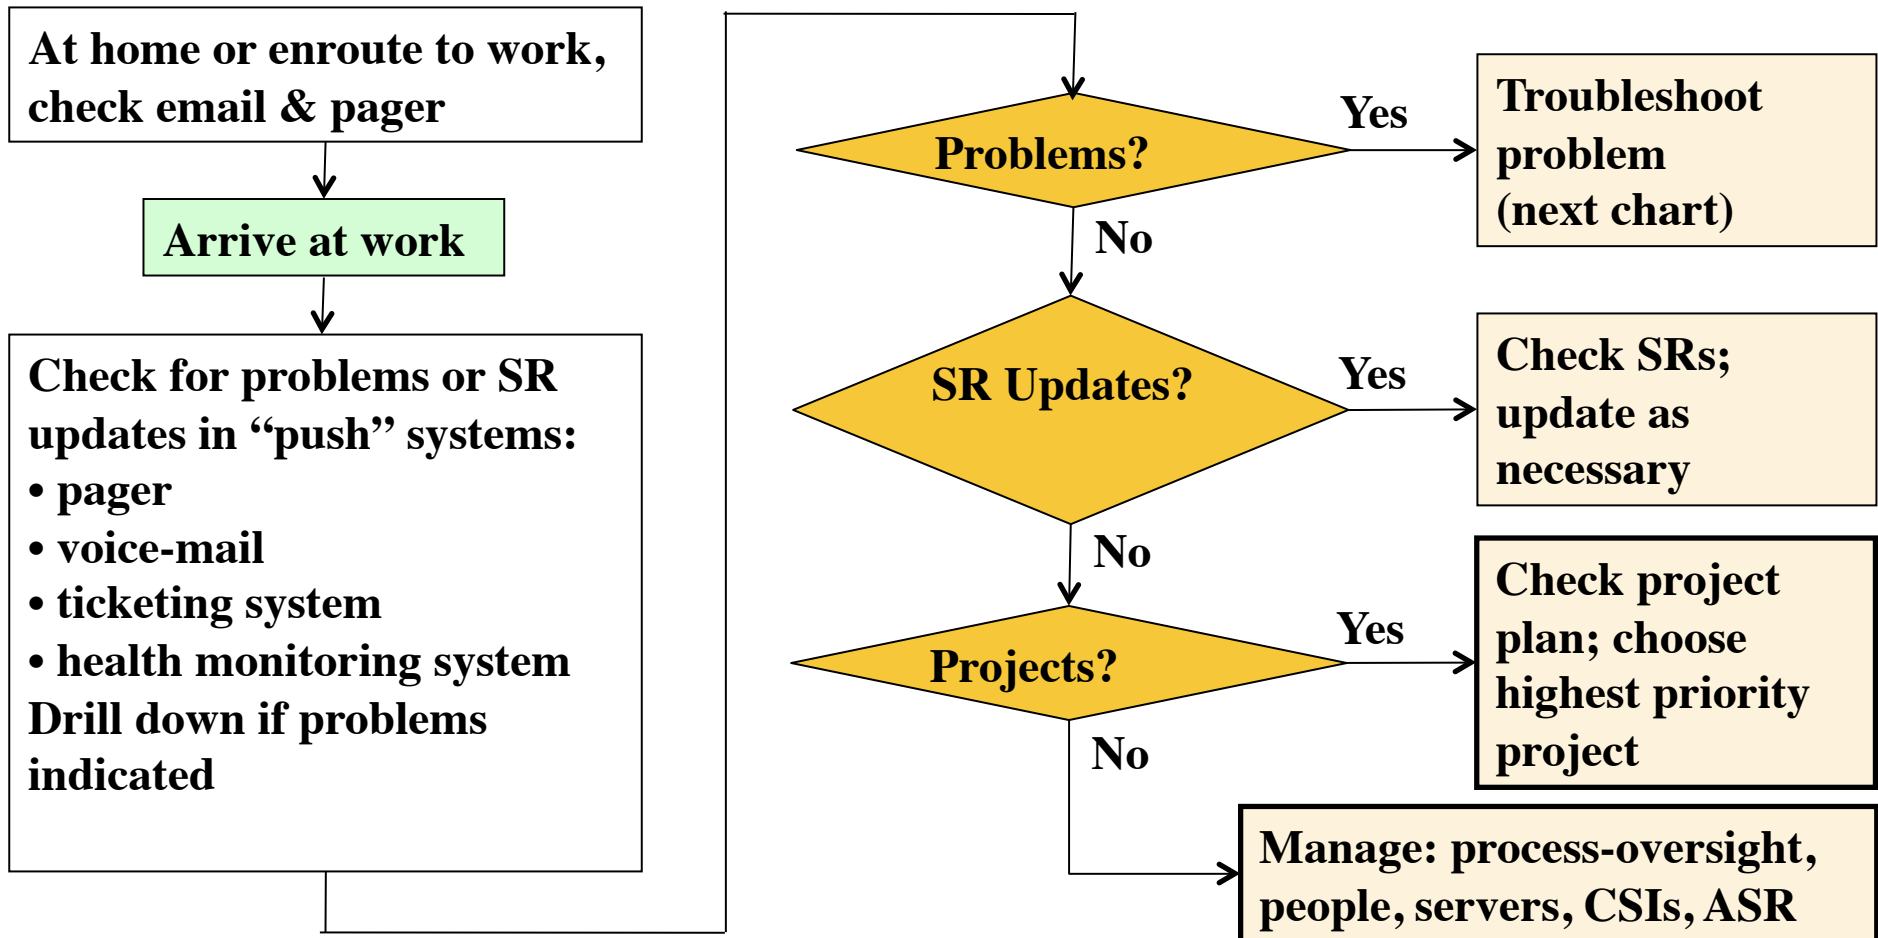 At home or enroute to work,
check email & pager
Arrive at work
Check for problems or SR
updates in “push” systems:
• pager
• voice-mail
• ticketing system
• health monitoring system
Drill down if problems
indicated
Problems?
Yes
Troubleshoot
problem
(next chart)
No
SR Updates?
Yes
Check SRs;
update as
necessary
No
Projects?
Yes
Check project
plan; choose
highest priority
project
No
Manage: process-oversight,
people, servers, CSIs, ASR